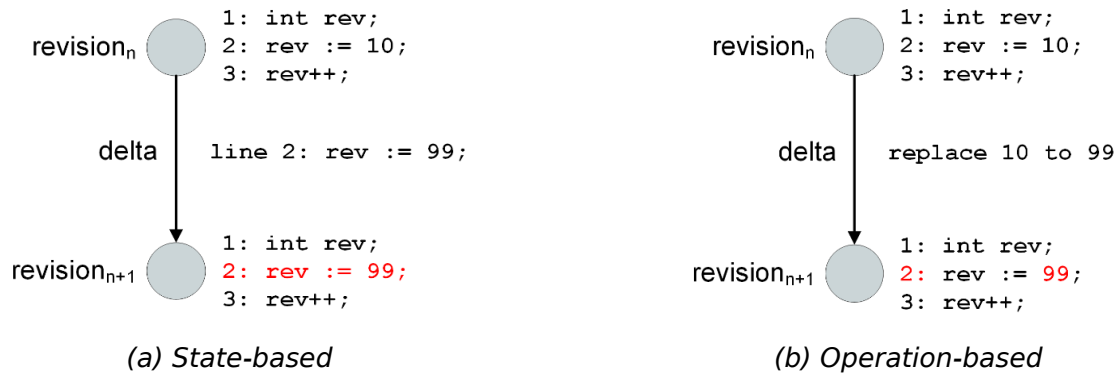 revisionₙ
1: int rev;
2: rev := 10;
3: rev++;
delta
line 2: rev := 99;
revisionₙ₊₁
1: int rev;
2: rev := 99;
3: rev++;
(a) State-based
revisionₙ
1: int rev;
2: rev := 10;
3: rev++;
delta
replace 10 to 99
revisionₙ₊₁
1: int rev;
2: rev := 99;
3: rev++;
(b) Operation-based